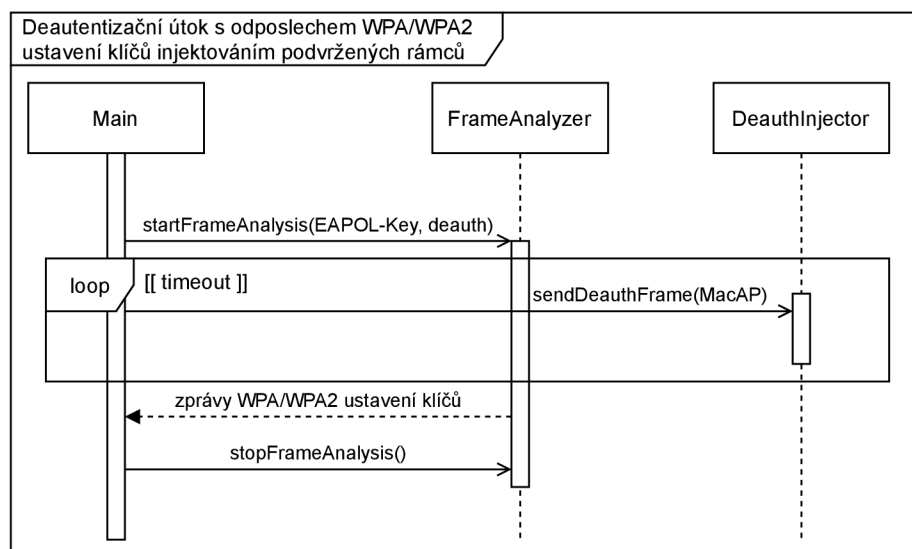 Deautentizační útok s odposlechem WPA/WPA2
ustavení klíčů injektováním podvržených rámců
Main
FrameAnalyzer
DeauthInjector
startFrameAnalysis(EAPOL-Key, deauth)
loop
[[ timeout ]]
sendDeauthFrame(MacAP)
zprávy WPA/WPA2 ustavení klíčů
stopFrameAnalysis()